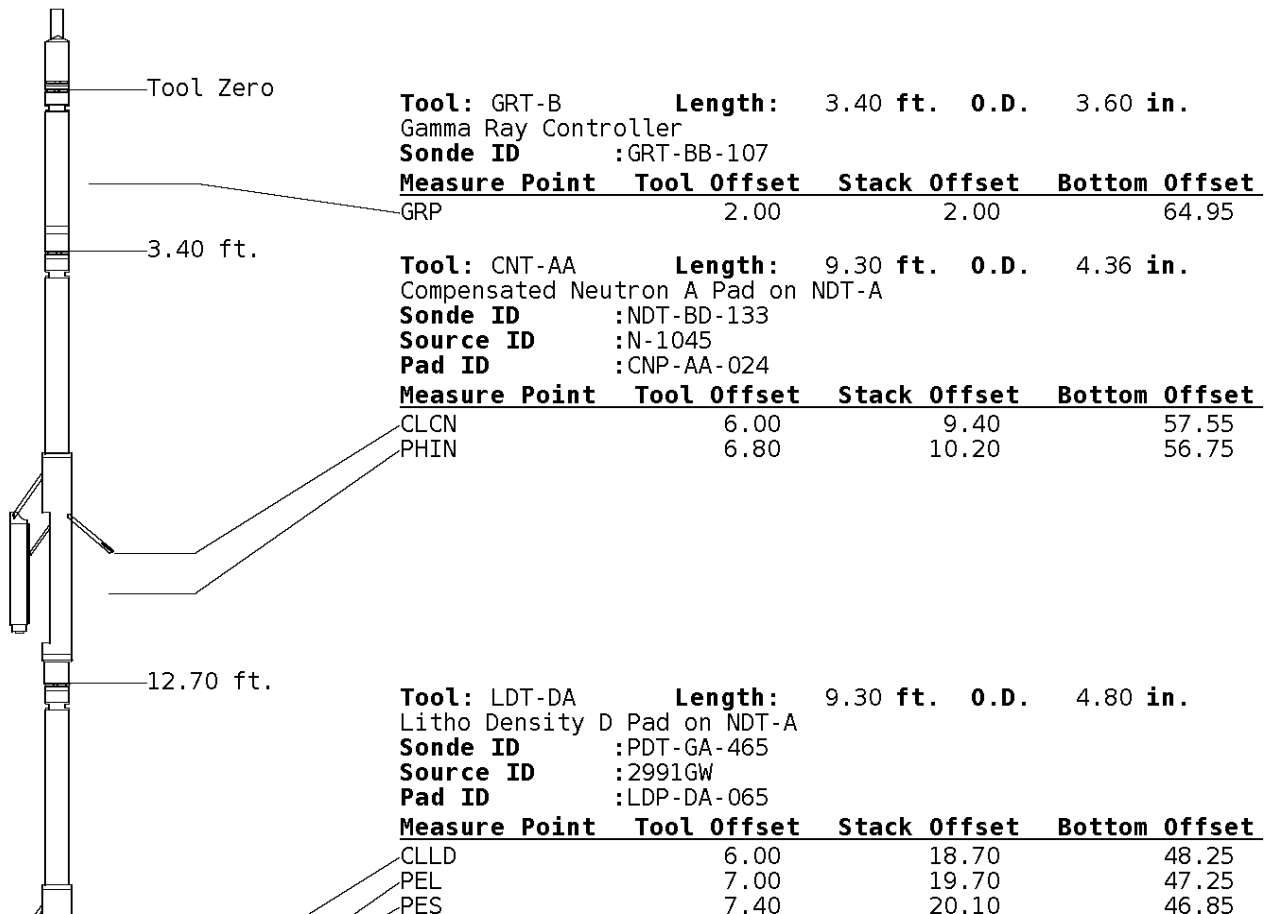 Tool Zero
Tool: GRT-B Length: 3.40 ft. O.D. 3.60 in.
Gamma Ray Controller
Sonde ID :GRT-BB-107
Measure Point Tool Offset Stack Offset Bottom Offset
GRP 2.00 2.00 64.95
3.40 ft.
Tool: CNT-AA Length: 9.30 ft. O.D. 4.36 in.
Compensated Neutron A Pad on NDT-A
Sonde ID :NDT-BD-133
Source ID :N-1045
Pad ID :CNP-AA-024
Measure Point Tool Offset Stack Offset Bottom Offset
CLCN 6.00 9.40 57.55
PHIN 6.80 10.20 56.75
12.70 ft.
Tool: LDT-DA Length: 9.30 ft. O.D. 4.80 in.
Litho Density D Pad on NDT-A
Sonde ID :PDT-GA-465
Source ID :2991GW
Pad ID :LDP-DA-065
Measure Point Tool Offset Stack Offset Bottom Offset
CLLD 6.00 18.70 48.25
PEL 7.00 19.70 47.25
PES 7.40 20.10 46.85